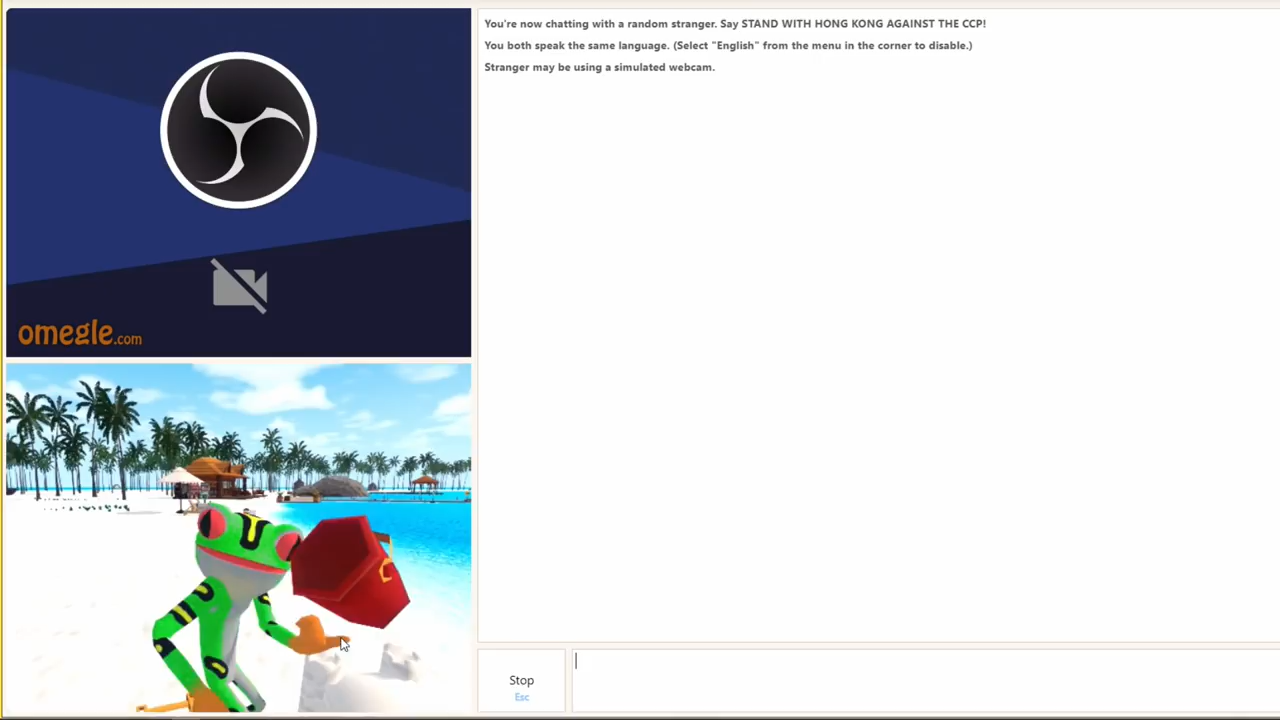 You're now chatting with a random stranger. Say STAND WITH HONG KONG AGAINST THE CCP!
You both speak the same language. (Select "English" from the menu in the corner to disable.)
Stranger may be using a simulated webcam.
omegle.com
Stop
Esc